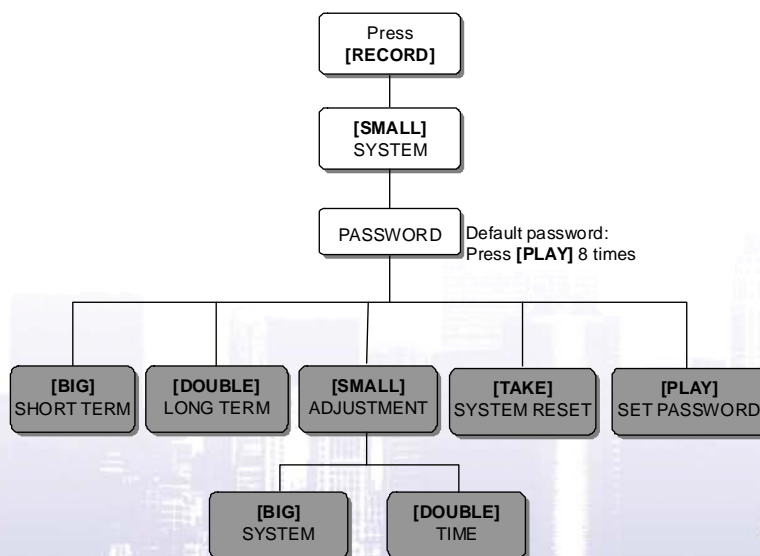 Press
[RECORD]
[SMALL]
SYSTEM
PASSWORD
Default password:
Press [PLAY] 8 times
[BIG]
SHORT TERM
[DOUBLE]
LONG TERM
[SMALL]
ADJUSTMENT
[TAKE]
SYSTEM RESET
[PLAY]
SET PASSWORD
[BIG]
SYSTEM
[DOUBLE]
TIME